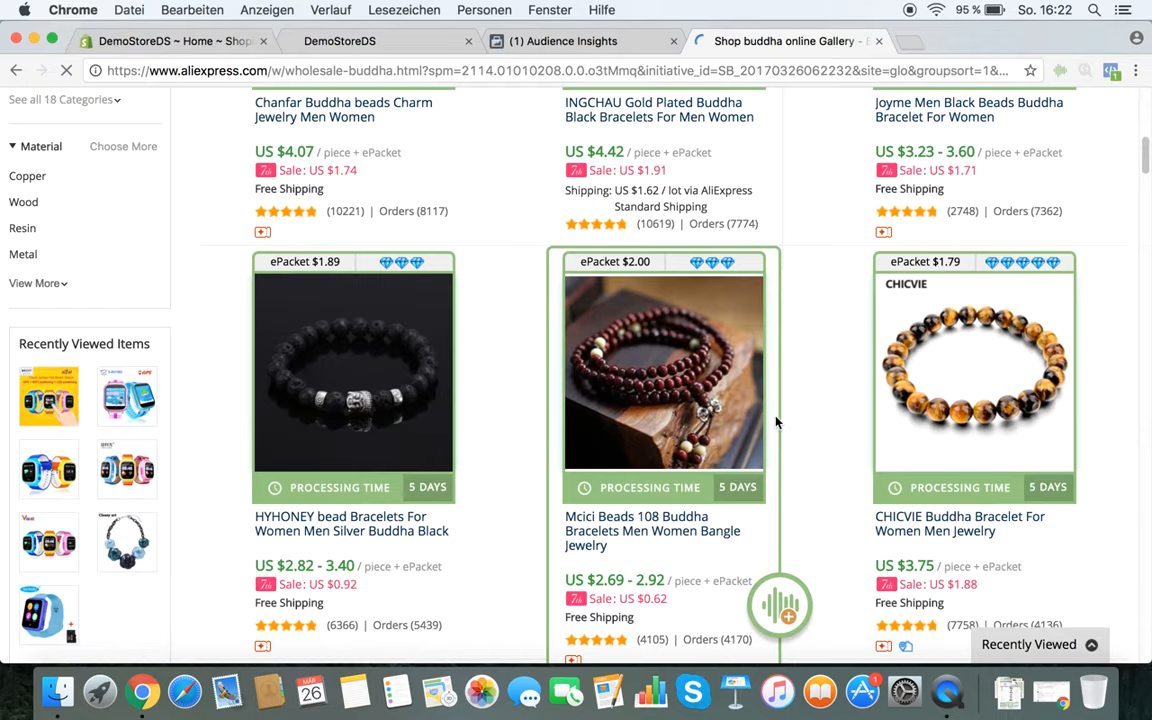 Chrome Datei Bearbeiten Anzeigen Verlauf Lesezeichen Personen Fenster Hilfe 95 % So. 16:22
DemoStoreDS ~ Home ~ Shopi DemoStoreDS (1) Audience Insights Shop buddha online Gallery -
https://www.aliexpress.com/w/wholesale-buddha.html?spm=2114.01010208.0.0.o3tMmq&initiative_id=SB_20170326062232&site=glo&groupsort=1&...
See all 18 Categories
Material Choose More
Copper
Wood
Resin
Metal
View More
Recently Viewed Items
Chanfar Buddha beads Charm
Jewelry Men Women
US $4.07 / piece + ePacket
7th Sale: US $1.74
Free Shipping
(10221) | Orders (8117)
INGCHAU Gold Plated Buddha
Black Bracelets For Men Women
US $4.42 / piece + ePacket
7th Sale: US $1.91
Shipping: US $1.62 / lot via AliExpress
Standard Shipping
(10619) | Orders (7774)
Joyme Men Black Beads Buddha
Bracelet For Women
US $3.23 - 3.60 / piece + ePacket
7th Sale: US $1.71
Free Shipping
(2748) | Orders (7362)
ePacket $1.89
PROCESSING TIME 5 DAYS
HYHONEY bead Bracelets For
Women Men Silver Buddha Black
US $2.82 - 3.40 / piece + ePacket
7th Sale: US $0.92
Free Shipping
(6366) | Orders (5439)
ePacket $2.00
PROCESSING TIME 5 DAYS
Mcici Beads 108 Buddha
Bracelets Men Women Bangle
Jewelry
US $2.69 - 2.92 / piece + ePacket
7th Sale: US $0.62
Free Shipping
(4105) | Orders (4170)
ePacket $1.79
CHICVIE
PROCESSING TIME 5 DAYS
CHICVIE Buddha Bracelet For
Women Men Jewelry
US $3.75 / piece + ePacket
7th Sale: US $1.88
Free Shipping
(7758) | Orders (4136)
Recently Viewed
MAR
26
1